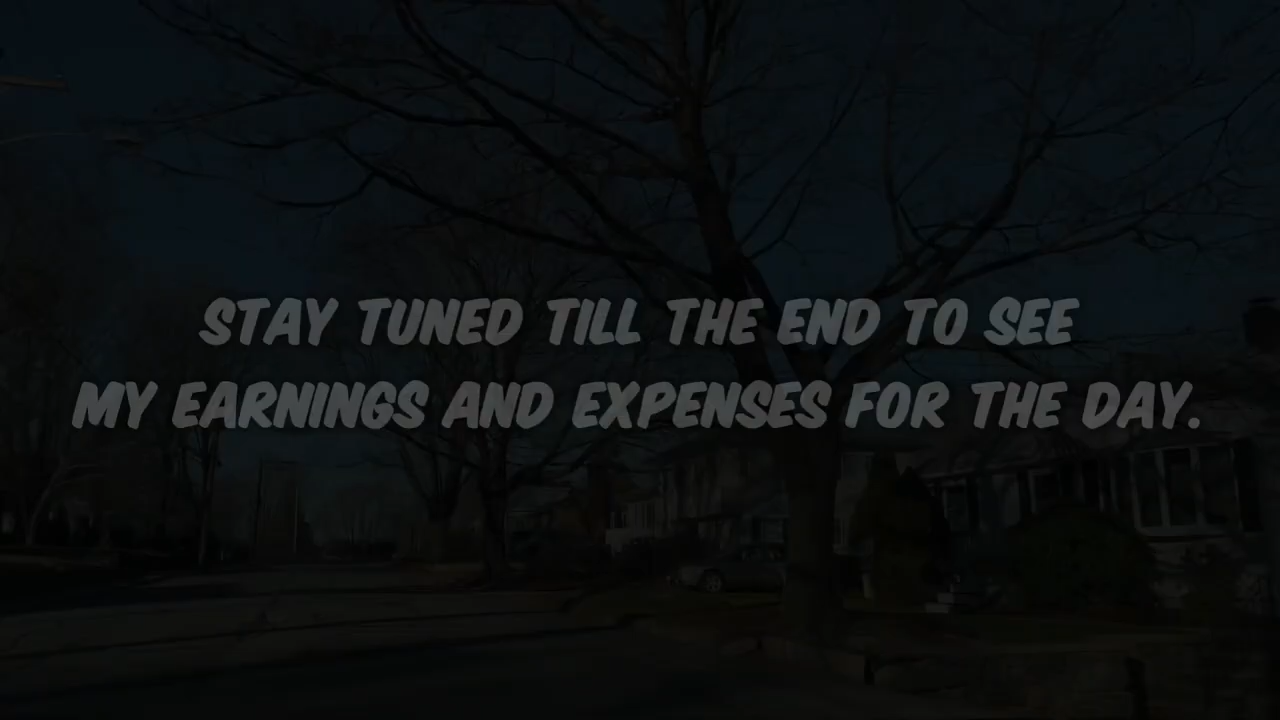 STAY TUNED TILL THE END TO SEE
MY EARNINGS AND EXPENSES FOR THE DAY.